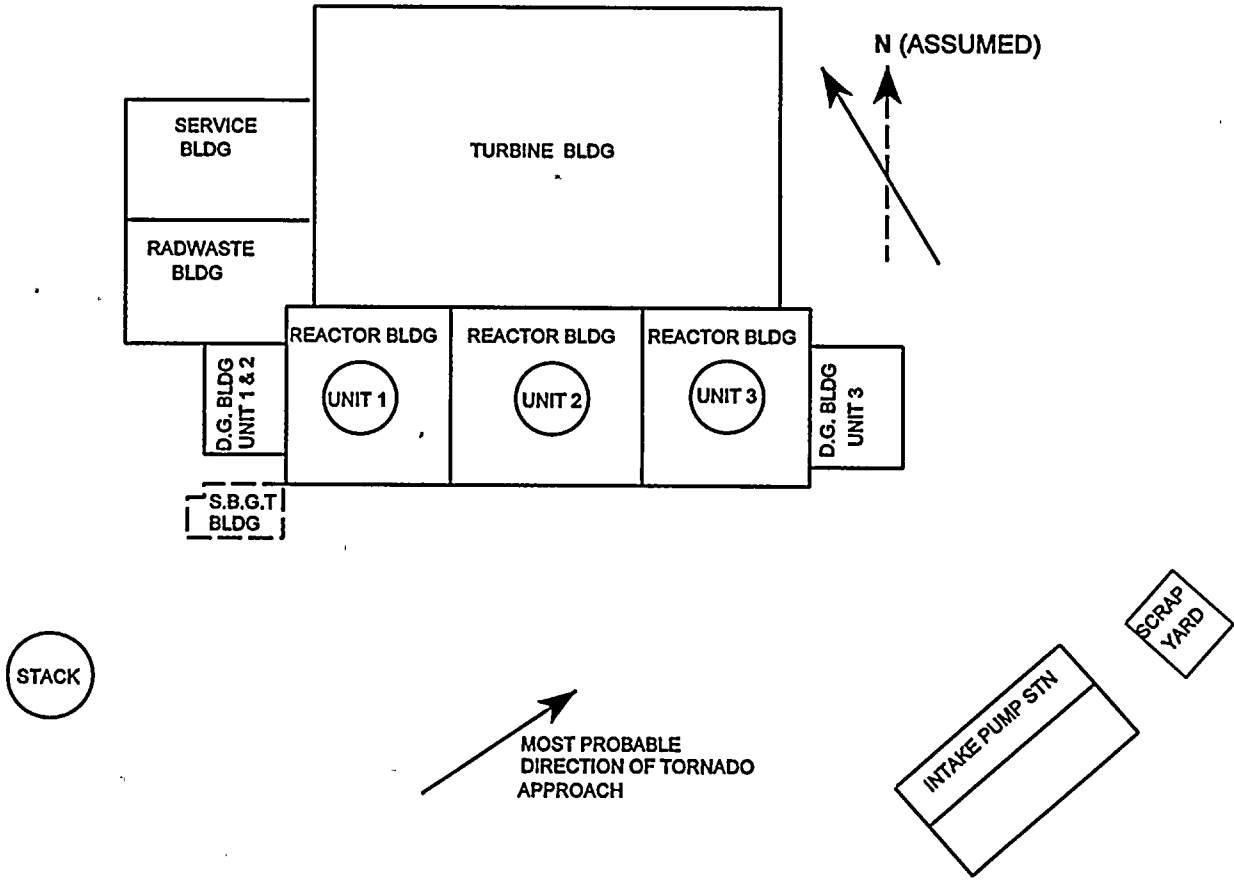 N (ASSUMED)
SERVICE
BLDG
TURBINE BLDG
RADWASTE
BLDG
REACTOR BLDG
REACTOR BLDG
REACTOR BLDG
D.G. BLDG
UNIT 1 & 2
UNIT 1
UNIT 2
UNIT 3
D.G. BLDG
UNIT 3
S.B.G.T
BLDG
SCRAP
YARD
STACK
INTAKE PUMP STN
MOST PROBABLE
DIRECTION OF TORNADO
APPROACH